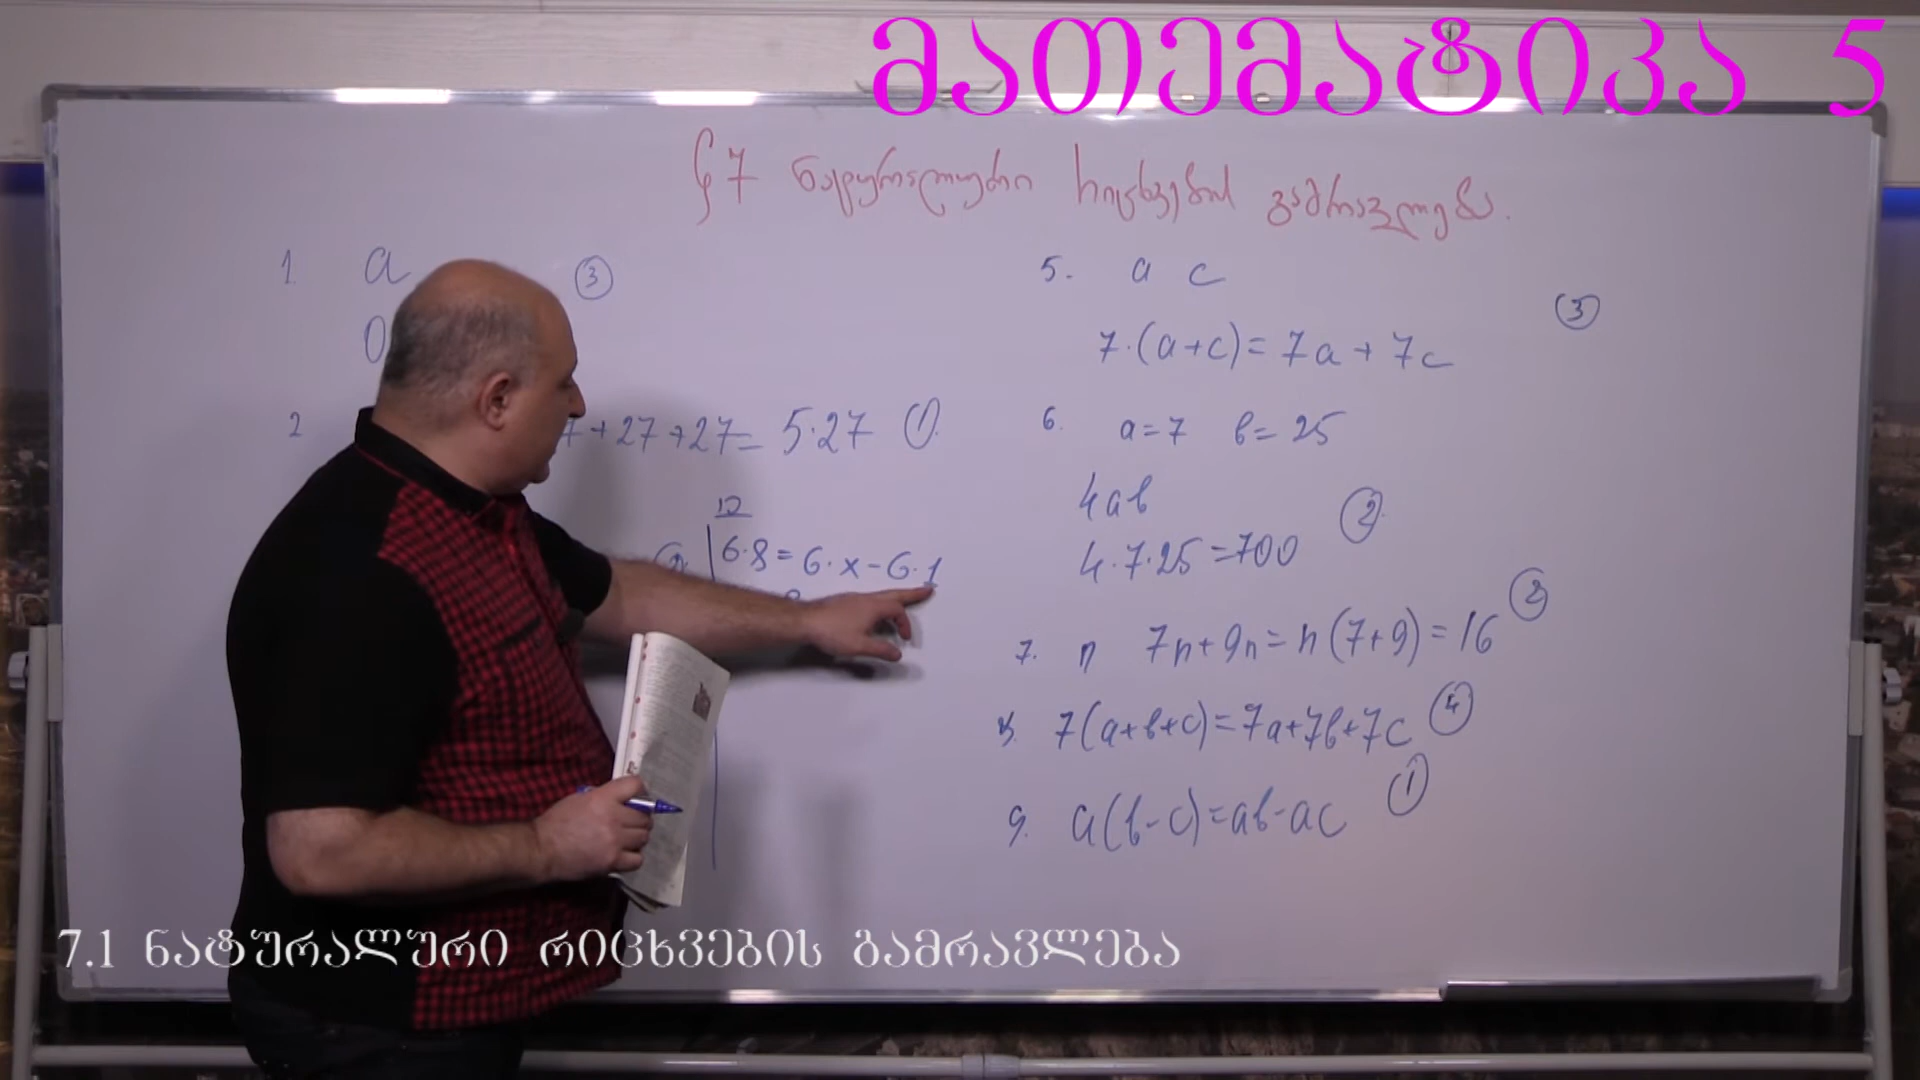 მათემატიკა 5
§7 ნატურალური რიცხვების გამრავლება.
1 a ③
0
2 7+27+27= 5·27 ①
12
6·8=6·x-6·1
5. a c
③
7·(a+c)=7a+7c
6. a=7 b=25
4ab
4·7·25=700 ②
7. n 7n+9n=n(7+9)=16 ②
8. 7(a+b+c)=7a+7b+7c ④
9. a(b-c)=ab-ac ①
7.1 ნატურალური რიცხვების გამრავლება